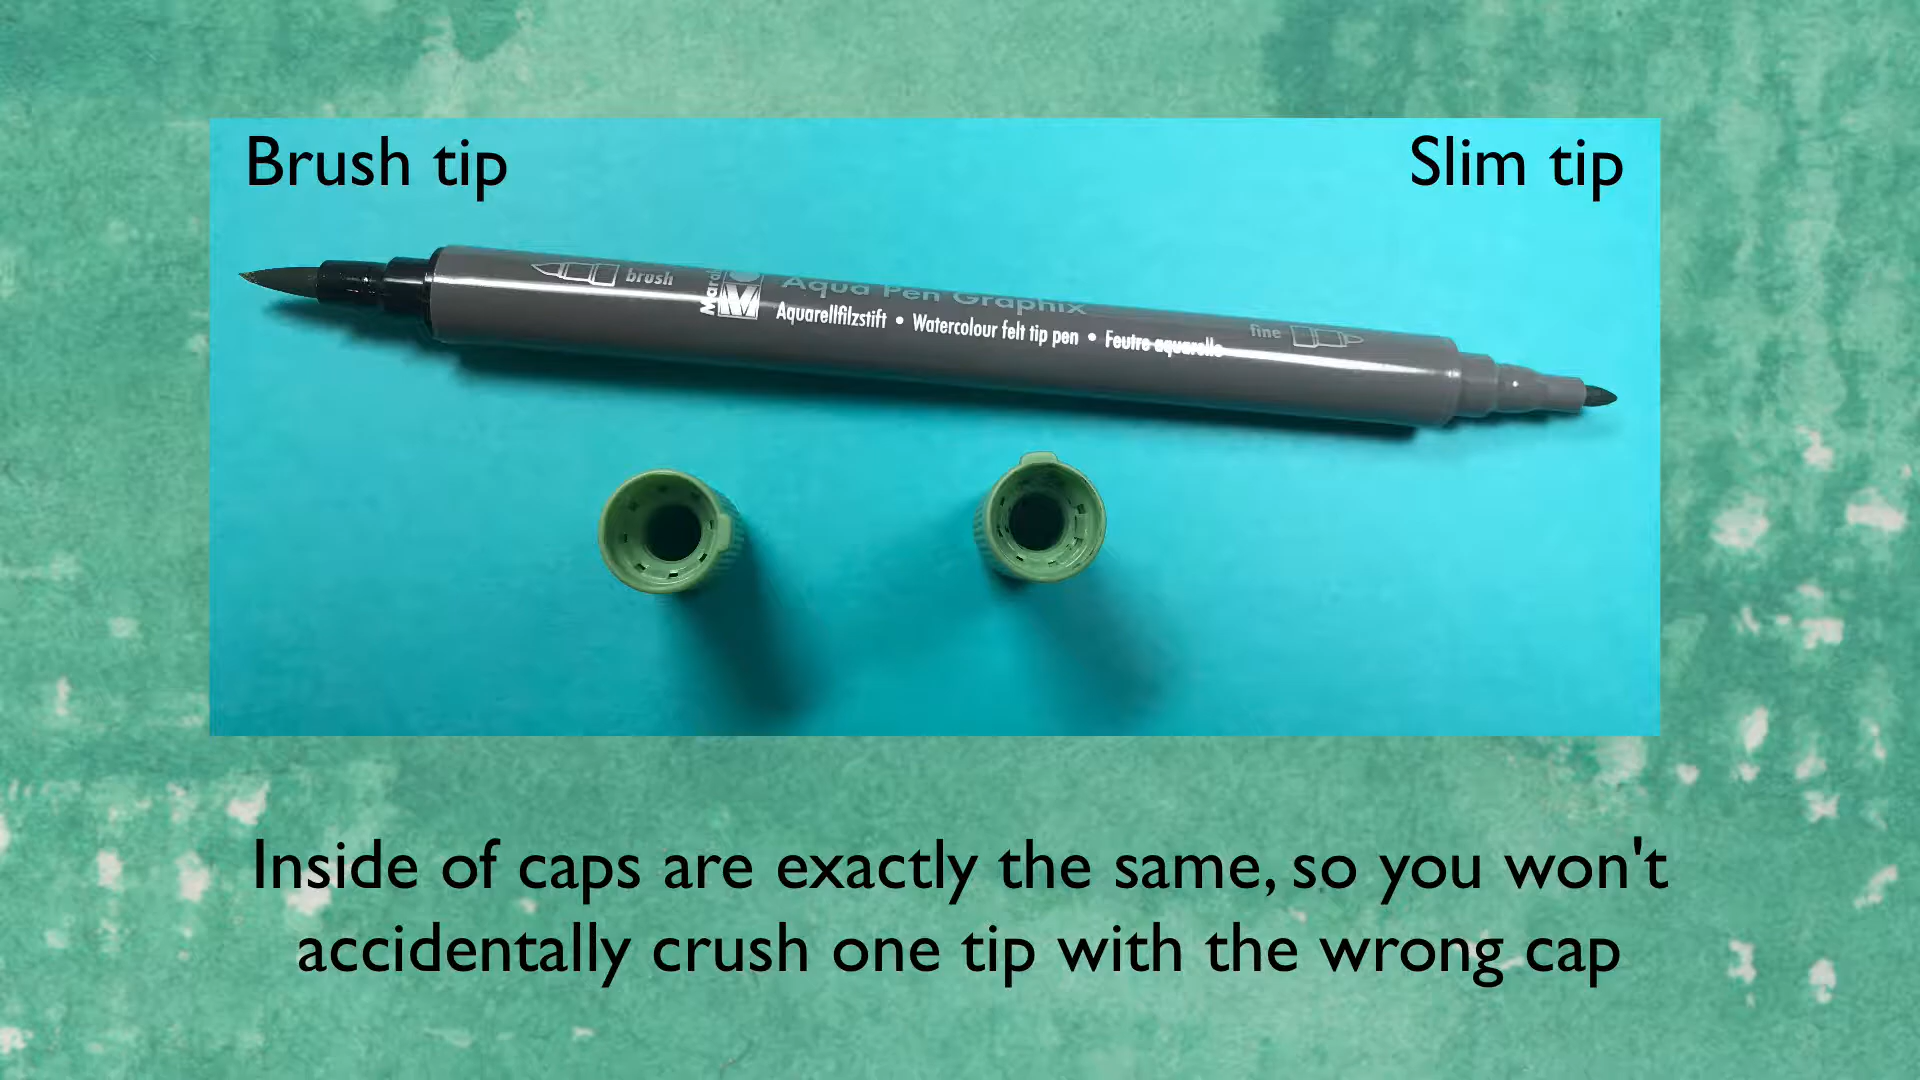 Brush tip
Slim tip
brush
Marabu
Aqua Pen Graphix
Aquarellfilzstift • Watercolour felt tip pen • Feutre aquarelle
fine
Inside of caps are exactly the same, so you won't
accidentally crush one tip with the wrong cap